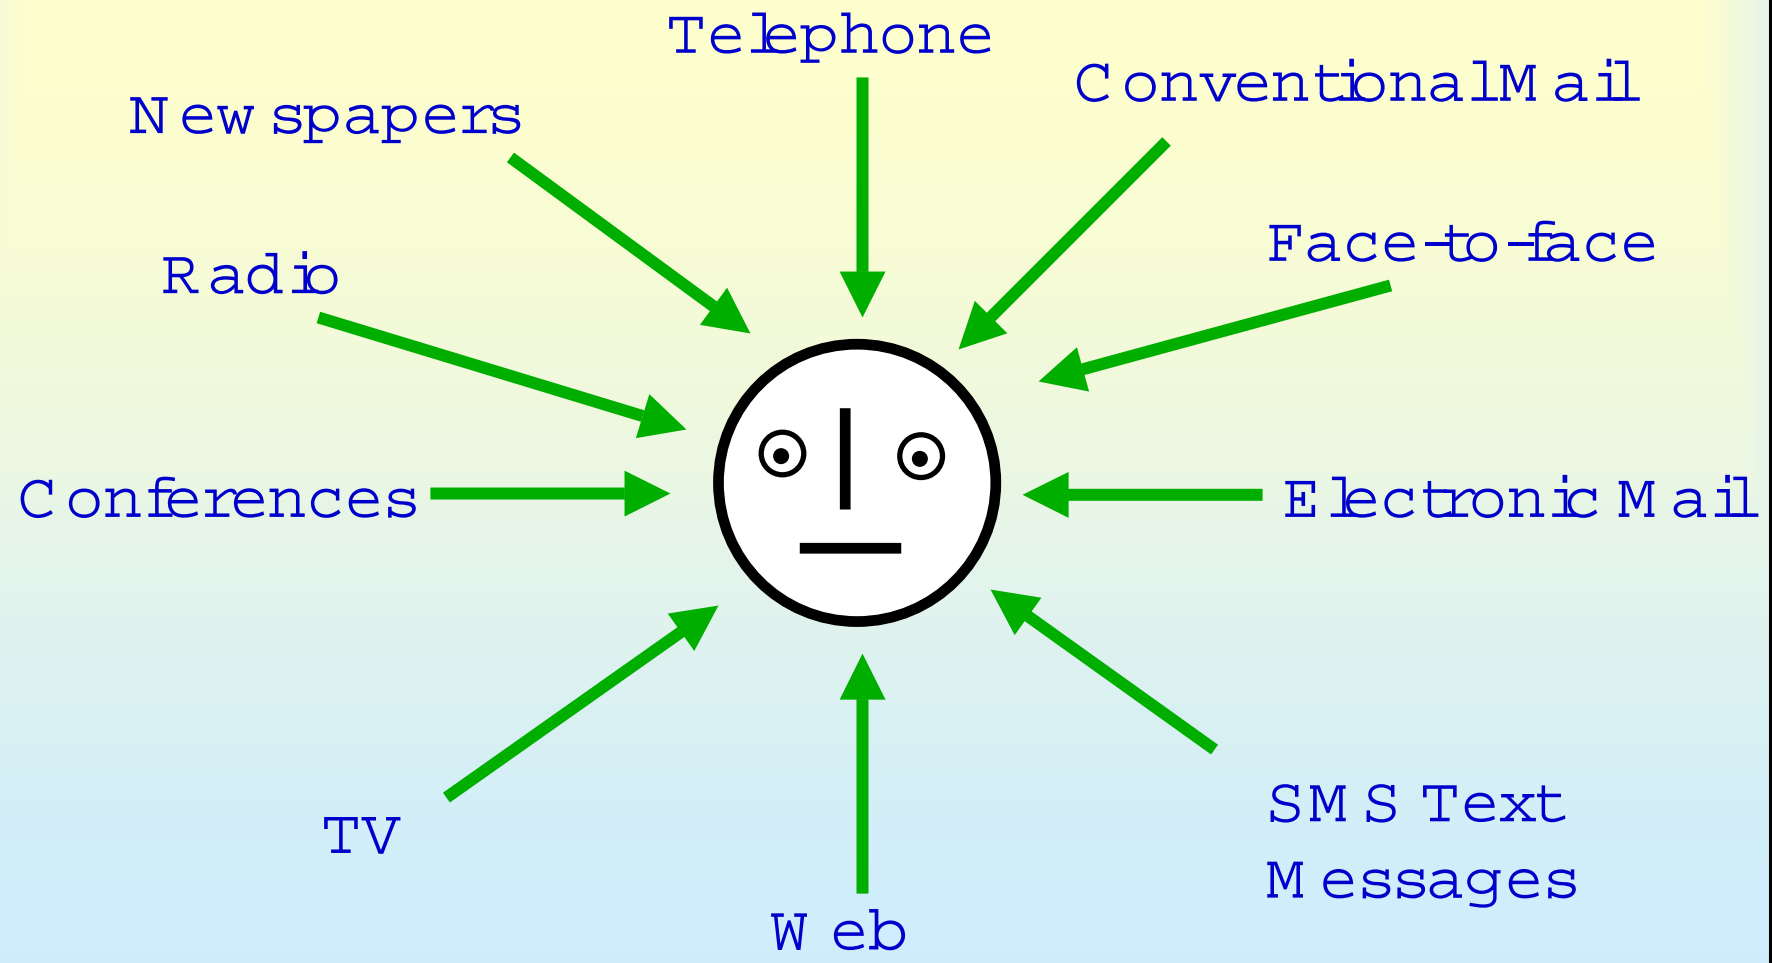 Telephone
Conventional Mail
Newspapers
Face-to-face
Radio
Conferences
Electronic Mail
SMS Text
Messages
TV
Web